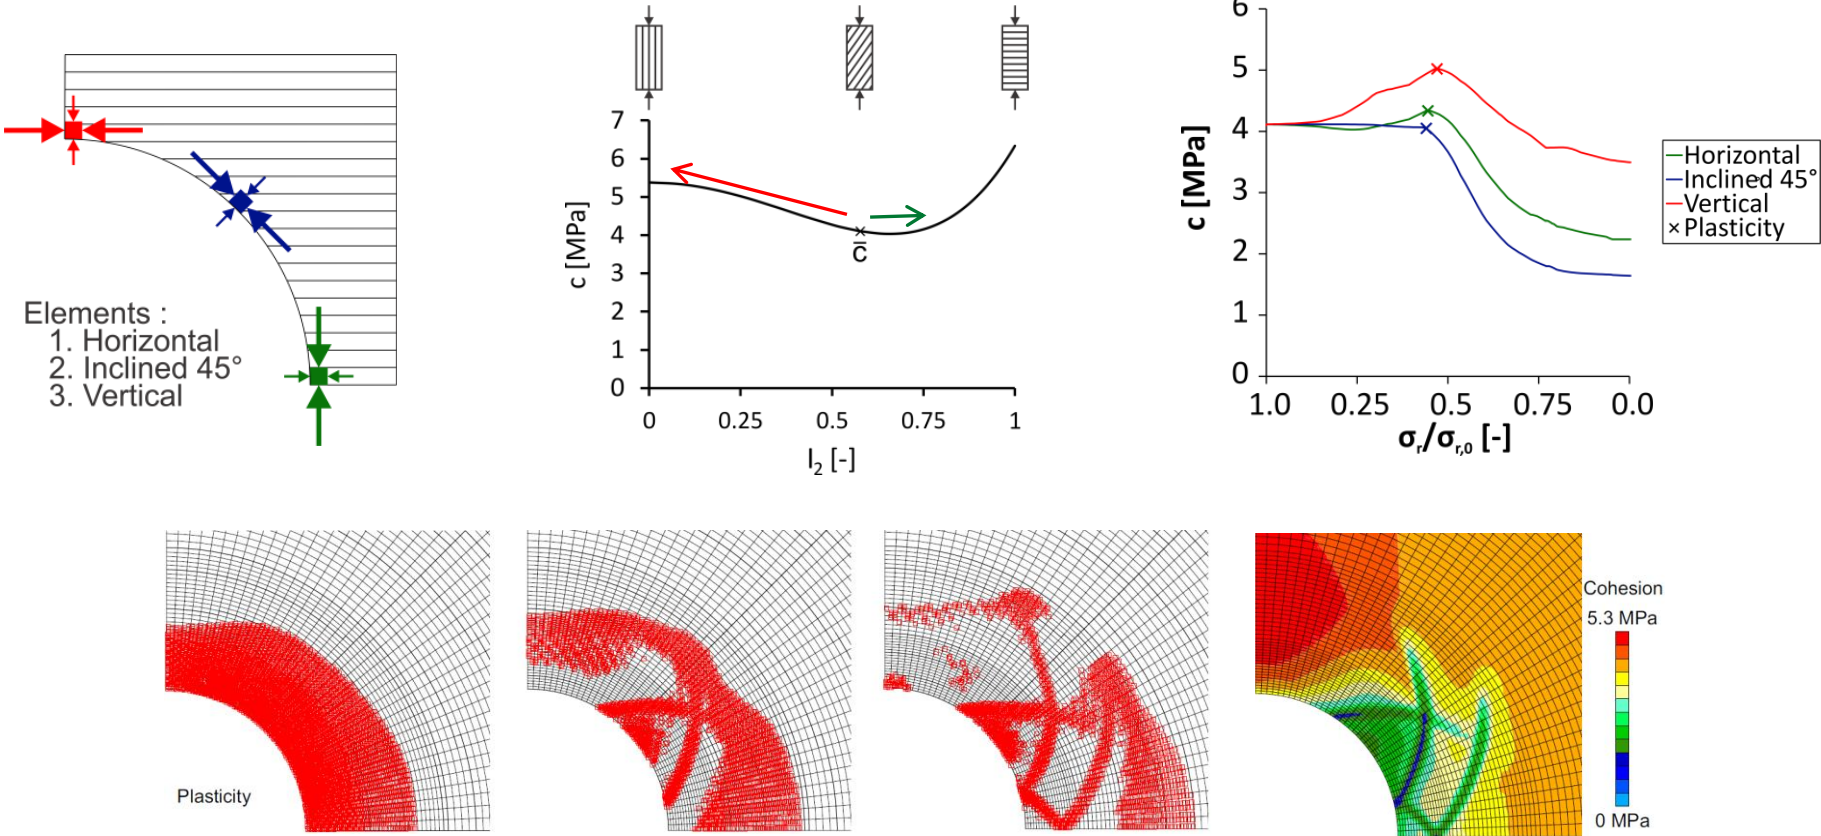 Elements :
1. Horizontal
2. Inclined 45°
3. Vertical
7
6
5
4
3
2
1
0
c [MPa]
c̄
0
0.25
0.5
0.75
1
I₂ [-]
6
5
4
3
2
1
0
c [MPa]
1.0
0.25
0.5
0.75
0.0
σᵣ/σᵣ,₀ [-]
Horizontal
Inclined 45°
Vertical
× Plasticity
Plasticity
Cohesion
5.3 MPa
0 MPa